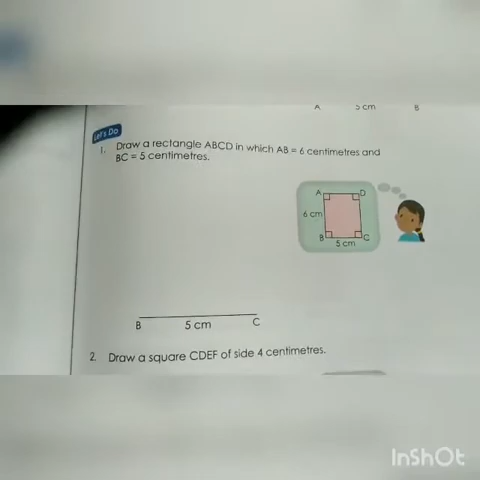 A 5 cm B
Let's Do
1. Draw a rectangle ABCD in which AB = 6 centimetres and
BC = 5 centimetres.
A D
6 cm
B C
5 cm
B 5 cm C
2. Draw a square CDEF of side 4 centimetres.
InShOt